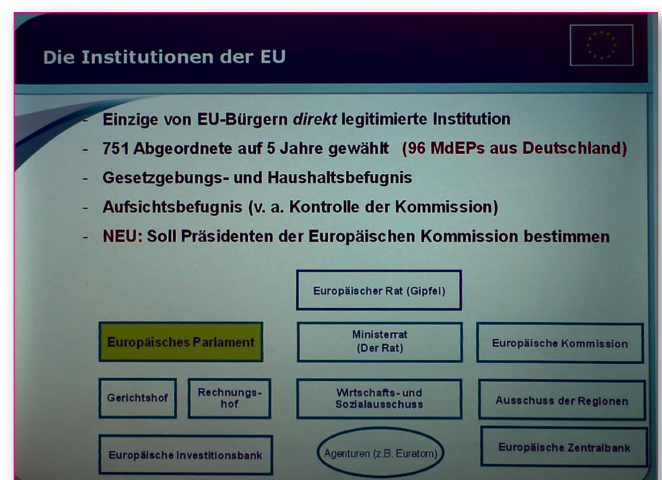 Die Institutionen der EU
- Einzige von EU-Bürgern direkt legitimierte Institution
- 751 Abgeordnete auf 5 Jahre gewählt (96 MdEPs aus Deutschland)
- Gesetzgebungs- und Haushaltsbefugnis
- Aufsichtsbefugnis (v. a. Kontrolle der Kommission)
- NEU: Soll Präsidenten der Europäischen Kommission bestimmen
Europäischer Rat (Gipfel)
Europäisches Parlament
Ministerrat
(Der Rat)
Europäische Kommission
Gerichtshof
Rechnungs-
hof
Wirtschafts- und
Sozialausschuss
Ausschuss der Regionen
Europäische Investitionsbank
Agenturen (z.B. Euratom)
Europäische Zentralbank